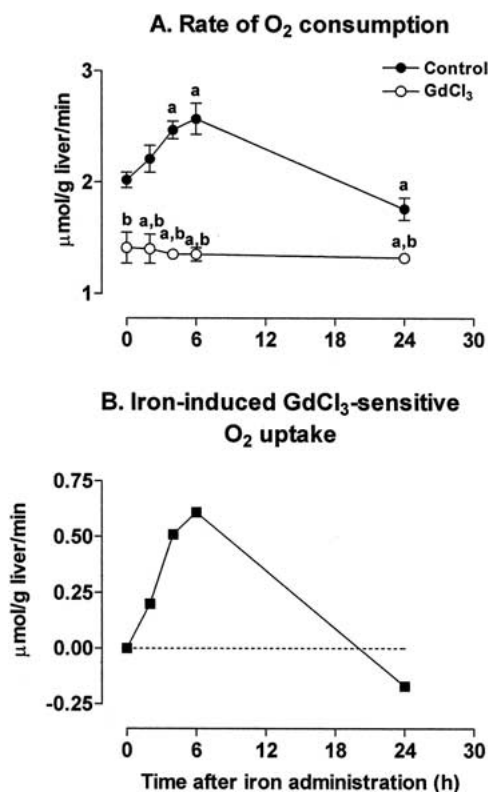 A. Rate of O₂ consumption
Control
GdCl₃
a
a
a
b
a,b
a,b
a,b
a,b
3
2
1
μmol/g liver/min
0
6
12
18
24
30
B. Iron-induced GdCl₃-sensitive
O₂ uptake
0.75
0.50
0.25
0.00
-0.25
μmol/g liver/min
0
6
12
18
24
30
Time after iron administration (h)